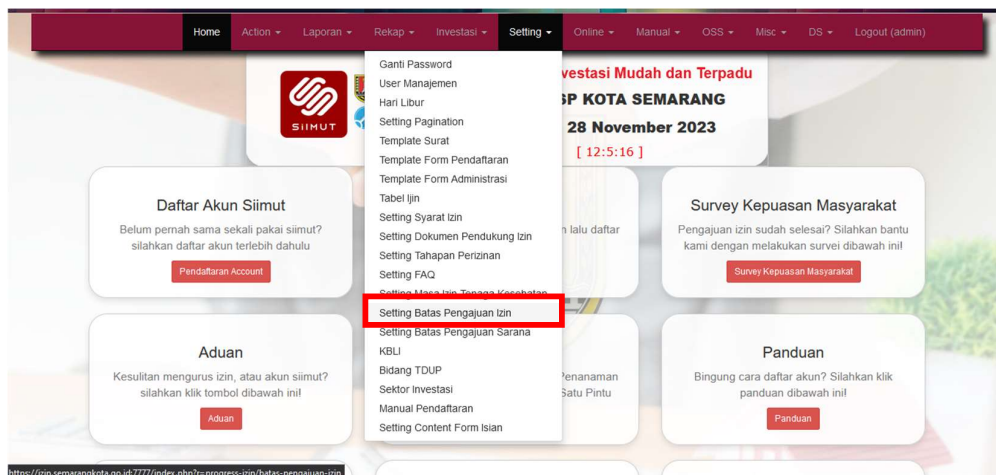 Home Action Laporan Rekap Investasi Setting Online Manual OSS Misc DS Logout (admin)
Ganti Password
User Manajemen
Hari Libur
Setting Pagination
Template Surat
Template Form Pendaftaran
Template Form Administrasi
Tabel Ijin
Setting Syarat Izin
Setting Dokumen Pendukung Izin
Setting Tahapan Perizinan
Setting FAQ
Setting Masa Izin Tenaga Kesehatan
Setting Batas Pengajuan Izin
Setting Batas Pengajuan Sarana
KBLI
Bidang TDUP
Sektor Investasi
Manual Pendaftaran
Setting Content Form Isian
SiIMUT
vestasi Mudah dan Terpadu
SP KOTA SEMARANG
28 November 2023
[ 12:5:16 ]
Daftar Akun Siimut
Belum pernah sama sekali pakai siimut?
silahkan daftar akun terlebih dahulu
Pendaftaran Account
n lalu daftar
Survey Kepuasan Masyarakat
Pengajuan izin sudah selesai? Silahkan bantu
kami dengan melakukan survei dibawah ini!
Survey Kepuasan Masyarakat
Aduan
Kesulitan mengurus izin, atau akun siimut?
silahkan klik tombol dibawah ini!
Aduan
Penanaman
Satu Pintu
Panduan
Bingung cara daftar akun? Silahkan klik
panduan dibawah ini!
Panduan
https://izin.semarangkota.go.id:7777/index.php?r=progress-izin/batas-pengajuan-izin